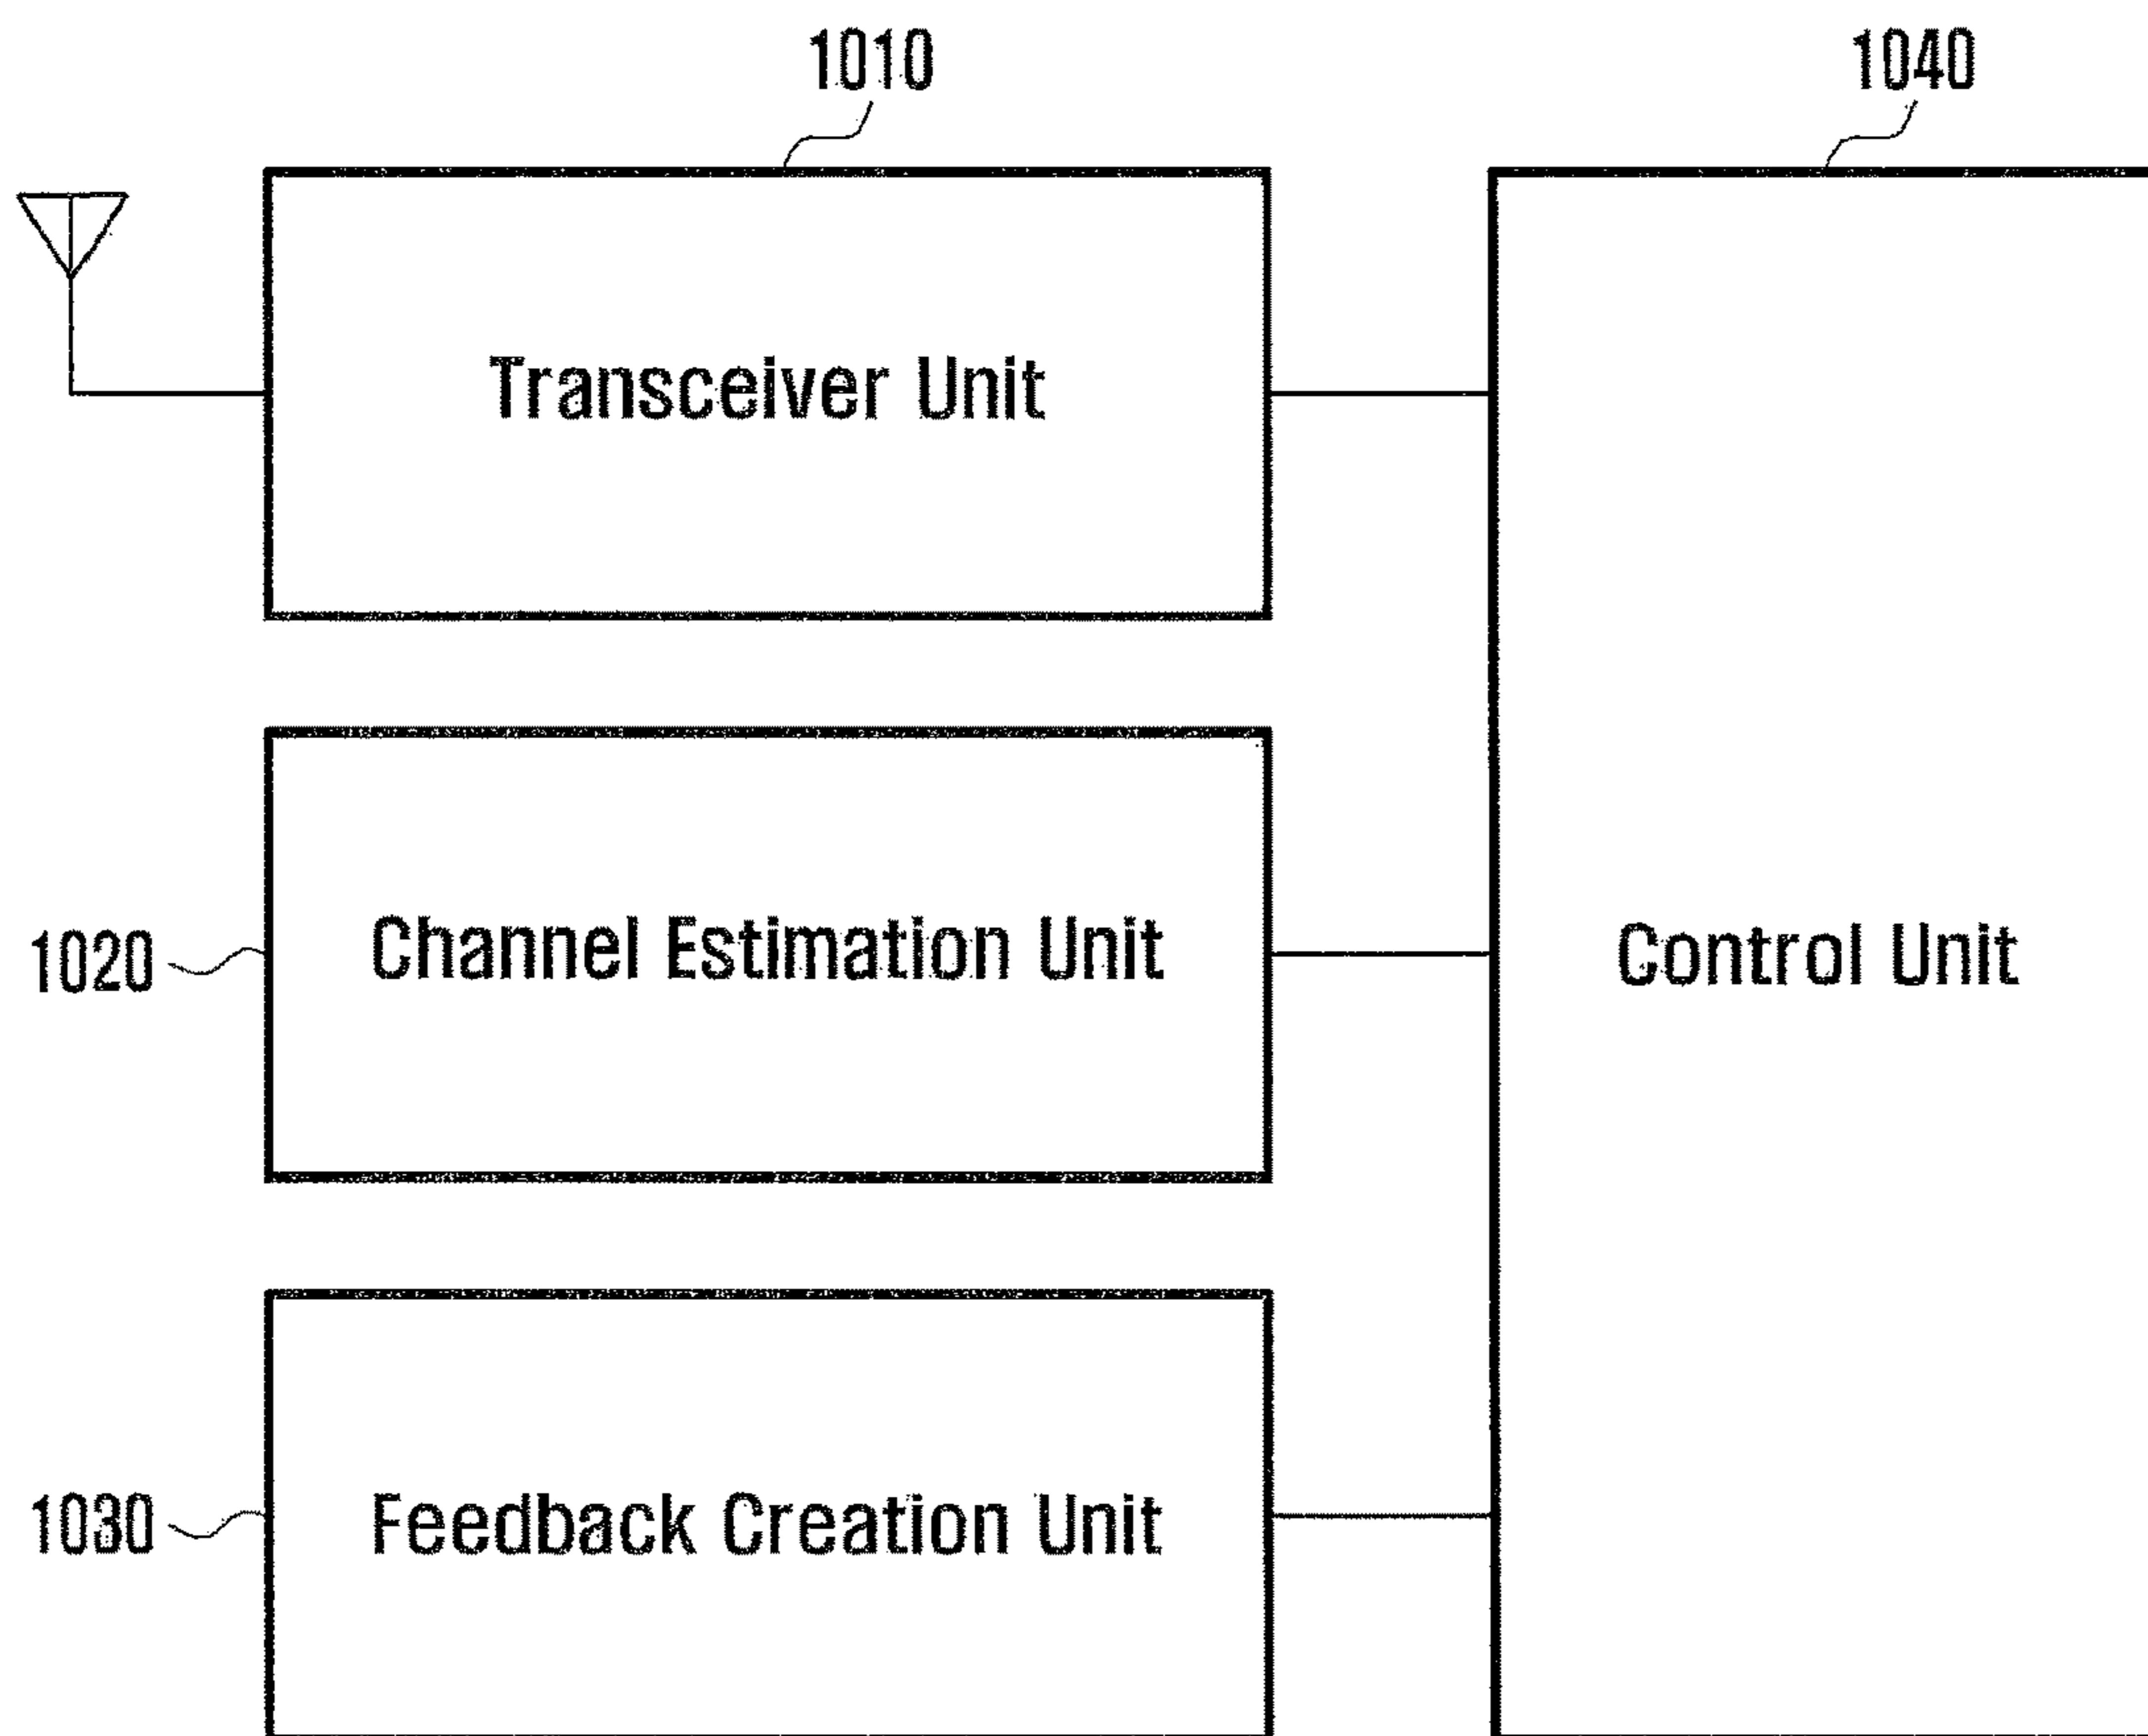 1010
1040
Transceiver Unit
1020
Channel Estimation Unit
Control Unit
1030
Feedback Creation Unit